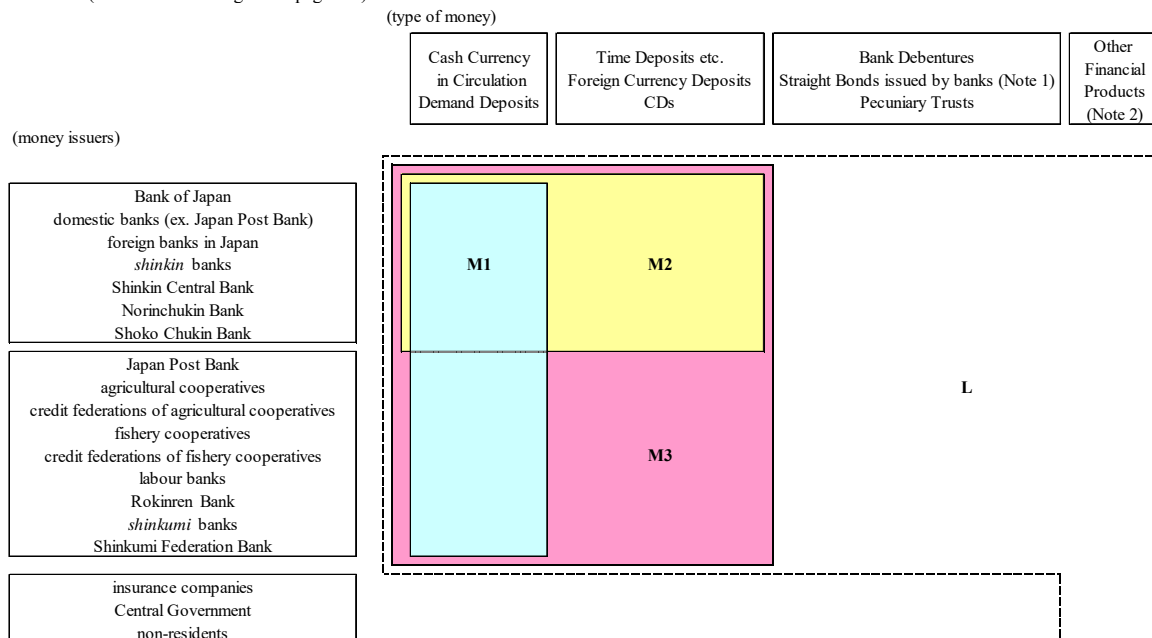 (type of money)
Cash Currency
in Circulation
Demand Deposits
Time Deposits etc.
Foreign Currency Deposits
CDs
Bank Debentures
Straight Bonds issued by banks (Note 1)
Pecuniary Trusts
Other
Financial
Products
(Note 2)
(money issuers)
Bank of Japan
domestic banks (ex. Japan Post Bank)
foreign banks in Japan
shinkin banks
Shinkin Central Bank
Norinchukin Bank
Shoko Chukin Bank
M1
M2
Japan Post Bank
agricultural cooperatives
credit federations of agricultural cooperatives
fishery cooperatives
credit federations of fishery cooperatives
labour banks
Rokinren Bank
shinkumi banks
Shinkumi Federation Bank
M3
L
insurance companies
Central Government
non-residents